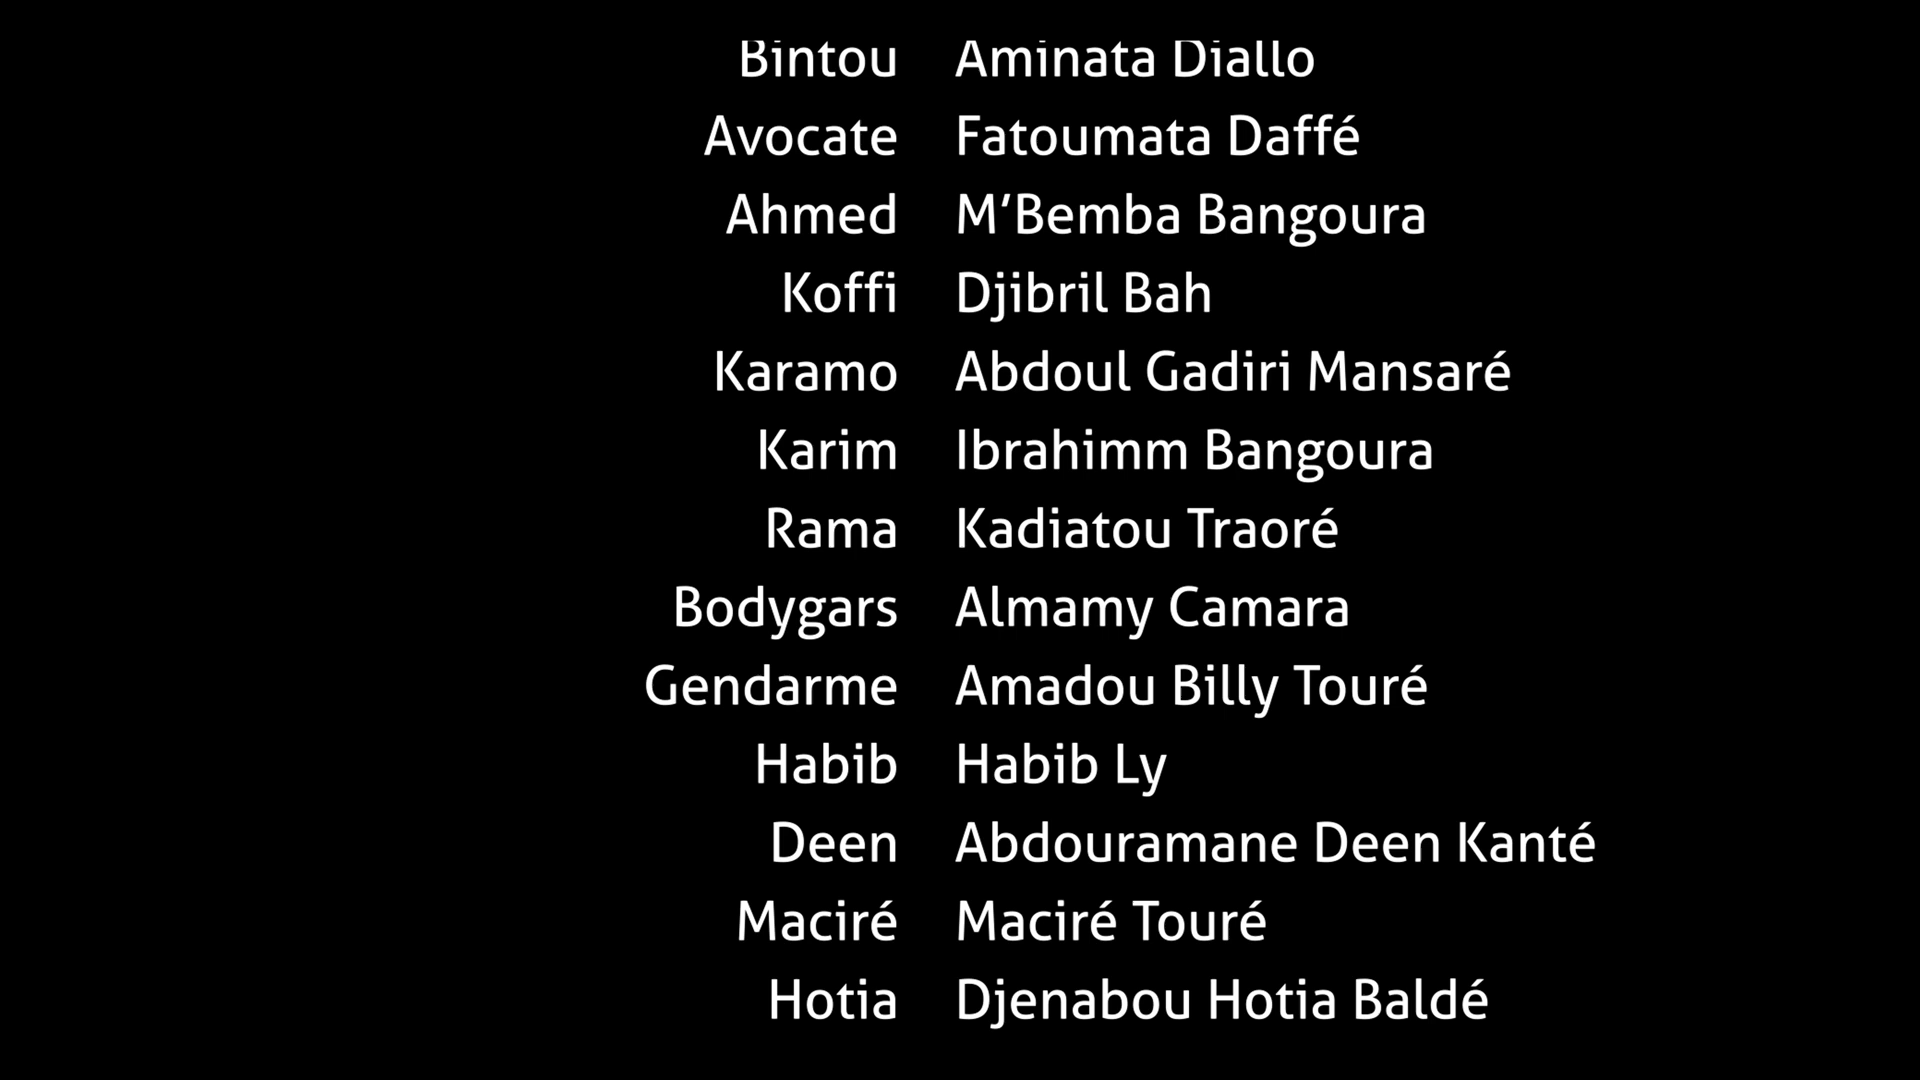 Bintou Aminata Diallo
Avocate Fatoumata Daffé
Ahmed M’Bemba Bangoura
Koffi Djibril Bah
Karamo Abdoul Gadiri Mansaré
Karim Ibrahimm Bangoura
Rama Kadiatou Traoré
Bodygars Almamy Camara
Gendarme Amadou Billy Touré
Habib Habib Ly
Deen Abdouramane Deen Kanté
Maciré Maciré Touré
Hotia Djenabou Hotia Baldé